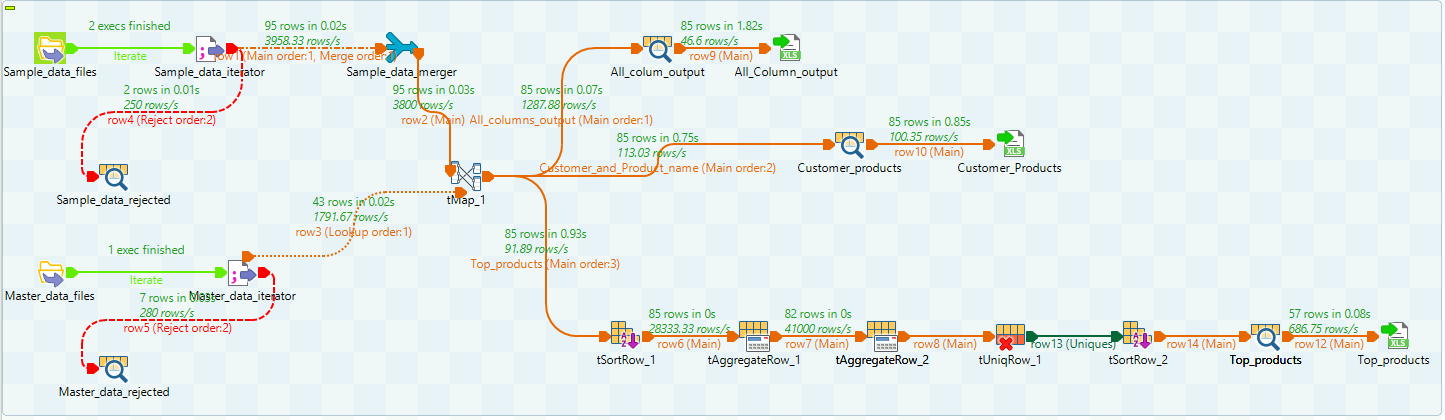 2 execs finished
Iterate
Sample_data_files
Sample_data_iterator
95 rows in 0.02s
3958.33 rows/s
row1 (Main order:1, Merge order:
Sample_data_merger
2 rows in 0.01s
250 rows/s
row4 (Reject order:2)
95 rows in 0.03s
3800 rows/s
row2 (Main)
85 rows in 0.07s
1287.88 rows/s
All_columns_output (Main order:1)
All_colum_output
85 rows in 1.82s
46.6 rows/s
row9 (Main)
All_Column_output
XLS
85 rows in 0.75s
113.03 rows/s
Customer_and_Product_name (Main order:2)
Customer_products
85 rows in 0.85s
100.35 rows/s
row10 (Main)
Customer_Products
XLS
Sample_data_rejected
tMap_1
43 rows in 0.02s
1791.67 rows/s
row3 (Lookup order:1)
85 rows in 0.93s
91.89 rows/s
Top_products (Main order:3)
1 exec finished
Iterate
Master_data_files
Master_data_iterator
7 rows in 0.03s
280 rows/s
row5 (Reject order:2)
Master_data_rejected
tSortRow_1
85 rows in 0s
28333.33 rows/s
row6 (Main)
tAggregateRow_1
82 rows in 0s
41000 rows/s
row7 (Main)
tAggregateRow_2
row8 (Main)
tUniqRow_1
row13 (Uniques)
tSortRow_2
row14 (Main)
Top_products
57 rows in 0.08s
686.75 rows/s
row12 (Main)
Top_products
XLS